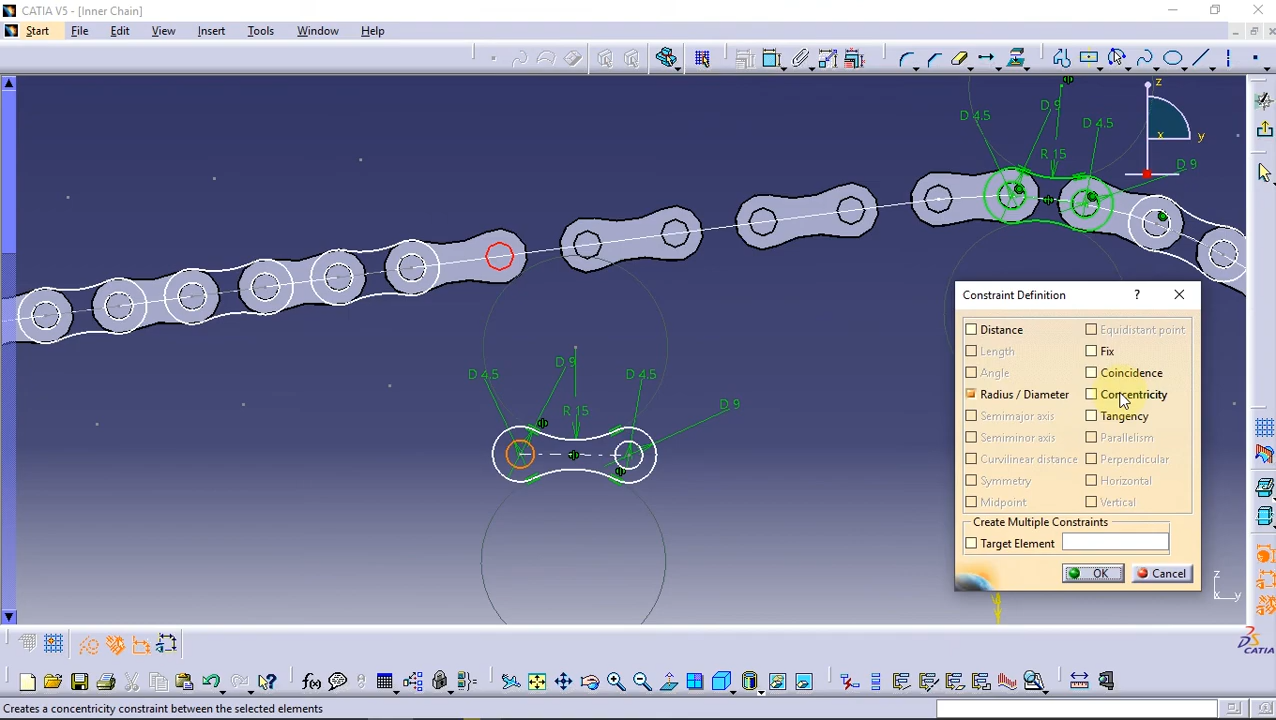 CATIA V5 - [Inner Chain]
Start File Edit View Insert Tools Window Help
z
x
y
D 4.5
D 9
D 4.5
R 15
D 9
Constraint Definition
?
Distance
Equidistant point
Length
Fix
Angle
Coincidence
Radius / Diameter
Concentricity
Semimajor axis
Tangency
Semiminor axis
Parallelism
Curvilinear distance
Perpendicular
Symmetry
Horizontal
Midpoint
Vertical
Create Multiple Constraints
Target Element
OK
Cancel
D 9
D 4.5
D 4.5
R 15
D 9
z
x
y
CATIA
f(x)
Creates a concentricity constraint between the selected elements